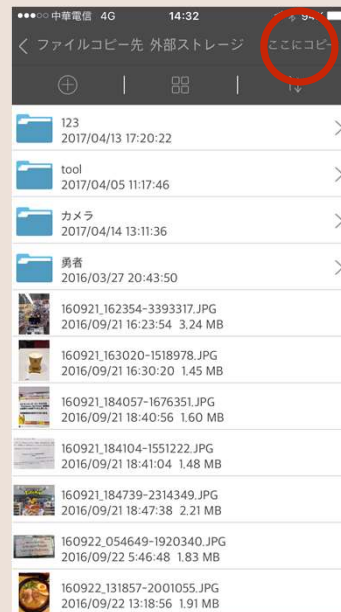 中華電信 4G 14:32 94%
ファイルコピー先 外部ストレージ ここにコピー
123
2017/04/13 17:20:22
tool
2017/04/05 11:17:46
カメラ
2017/04/14 13:11:36
勇者
2016/03/27 20:43:50
160921_162354-3393317.JPG
2016/09/21 16:23:54 3.24 MB
160921_163020-1518978.JPG
2016/09/21 16:30:20 1.45 MB
160921_184057-1676351.JPG
2016/09/21 18:40:56 1.60 MB
160921_184104-1551222.JPG
2016/09/21 18:41:04 1.48 MB
160921_184739-2314349.JPG
2016/09/21 18:47:38 2.21 MB
160922_054649-1920340.JPG
2016/09/22 5:46:48 1.83 MB
160922_131857-2001055.JPG
2016/09/22 13:18:56 1.91 MB